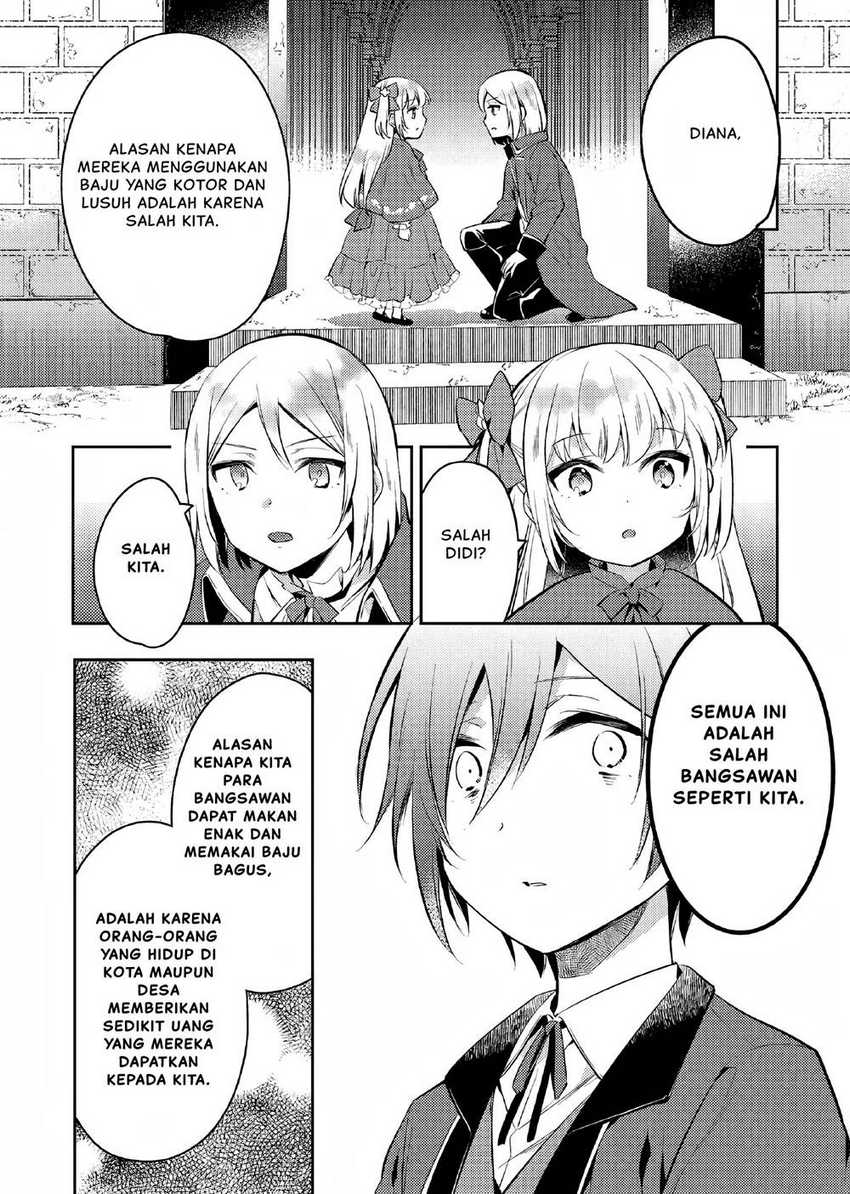 DIANA,
ALASAN KENAPA
MEREKA MENGGUNAKAN
BAJU YANG KOTOR DAN
LUSUH ADALAH KARENA
SALAH KITA.
SALAH
DIDI?
SALAH
KITA.
SEMUA INI
ADALAH
SALAH
BANGSAWAN
SEPERTI KITA.
ALASAN
KENAPA KITA
PARA
BANGSAWAN
DAPAT MAKAN
ENAK DAN
MEMAKAI BAJU
BAGUS,
ADALAH KARENA
ORANG-ORANG
YANG HIDUP DI
KOTA MAUPUN
DESA
MEMBERIKAN
SEDIKIT UANG
YANG MEREKA
DAPATKAN
KEPADA KITA.